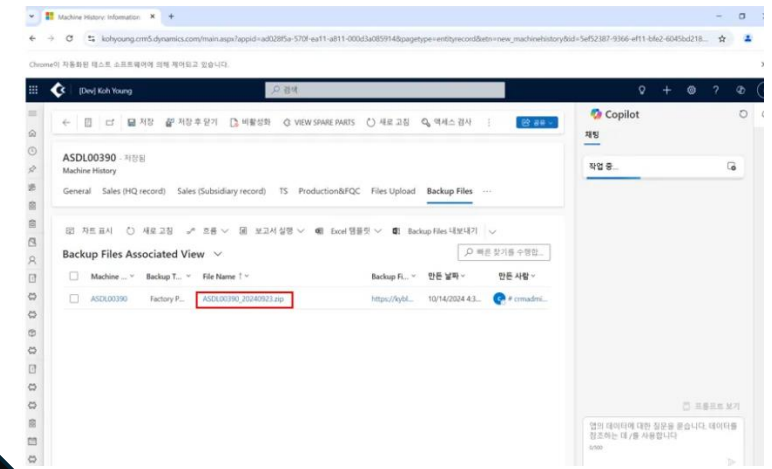 Machine History: Information
kohyoung.crm5.dynamics.com/main.aspx?appid=ad028f5a-570f-ea11-a811-000d3a085914&pagetype=entityrecord&etn=new_machinehistory&id=5ef52387-9366-ef11-bfe2-6045bd218...
Chrome이 자동화된 테스트 소프트웨어에 의해 제어되고 있습니다.
[Dev] Koh Young
검색
저장 저장 후 닫기 비활성화 VIEW SPARE PARTS 새로 고침 액세스 검사 공유
ASDL00390 - 저장됨
Machine History
General Sales (HQ record) Sales (Subsidiary record) TS Production&FQC Files Upload Backup Files ...
차트 표시 새로 고침 흐름 보고서 실행 Excel 템플릿 Backup Files 내보내기
Backup Files Associated View
빠른 찾기를 수행합...
Machine ... Backup T... File Name ↑ Backup Fi... 만든 날짜 만든 사람
ASDL00390 Factory P... ASDL00390_20240923.zip https://kybl... 10/14/2024 4:3... # crmadmi...
Copilot
채팅
작업 중...
프롬프트 보기
앱의 데이터에 대한 질문을 묻습니다. 데이터를
참조하는 데 /를 사용합니다
0/500